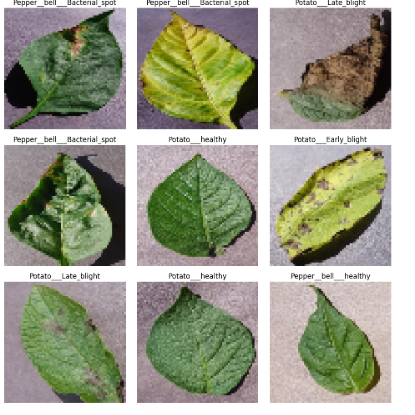 Pepper__bell___Bacterial_spot
Pepper__bell___Bacterial_spot
Potato___Late_blight
Pepper__bell___Bacterial_spot
Potato___healthy
Potato___Early_blight
Potato___Late_blight
Potato___healthy
Pepper__bell___healthy